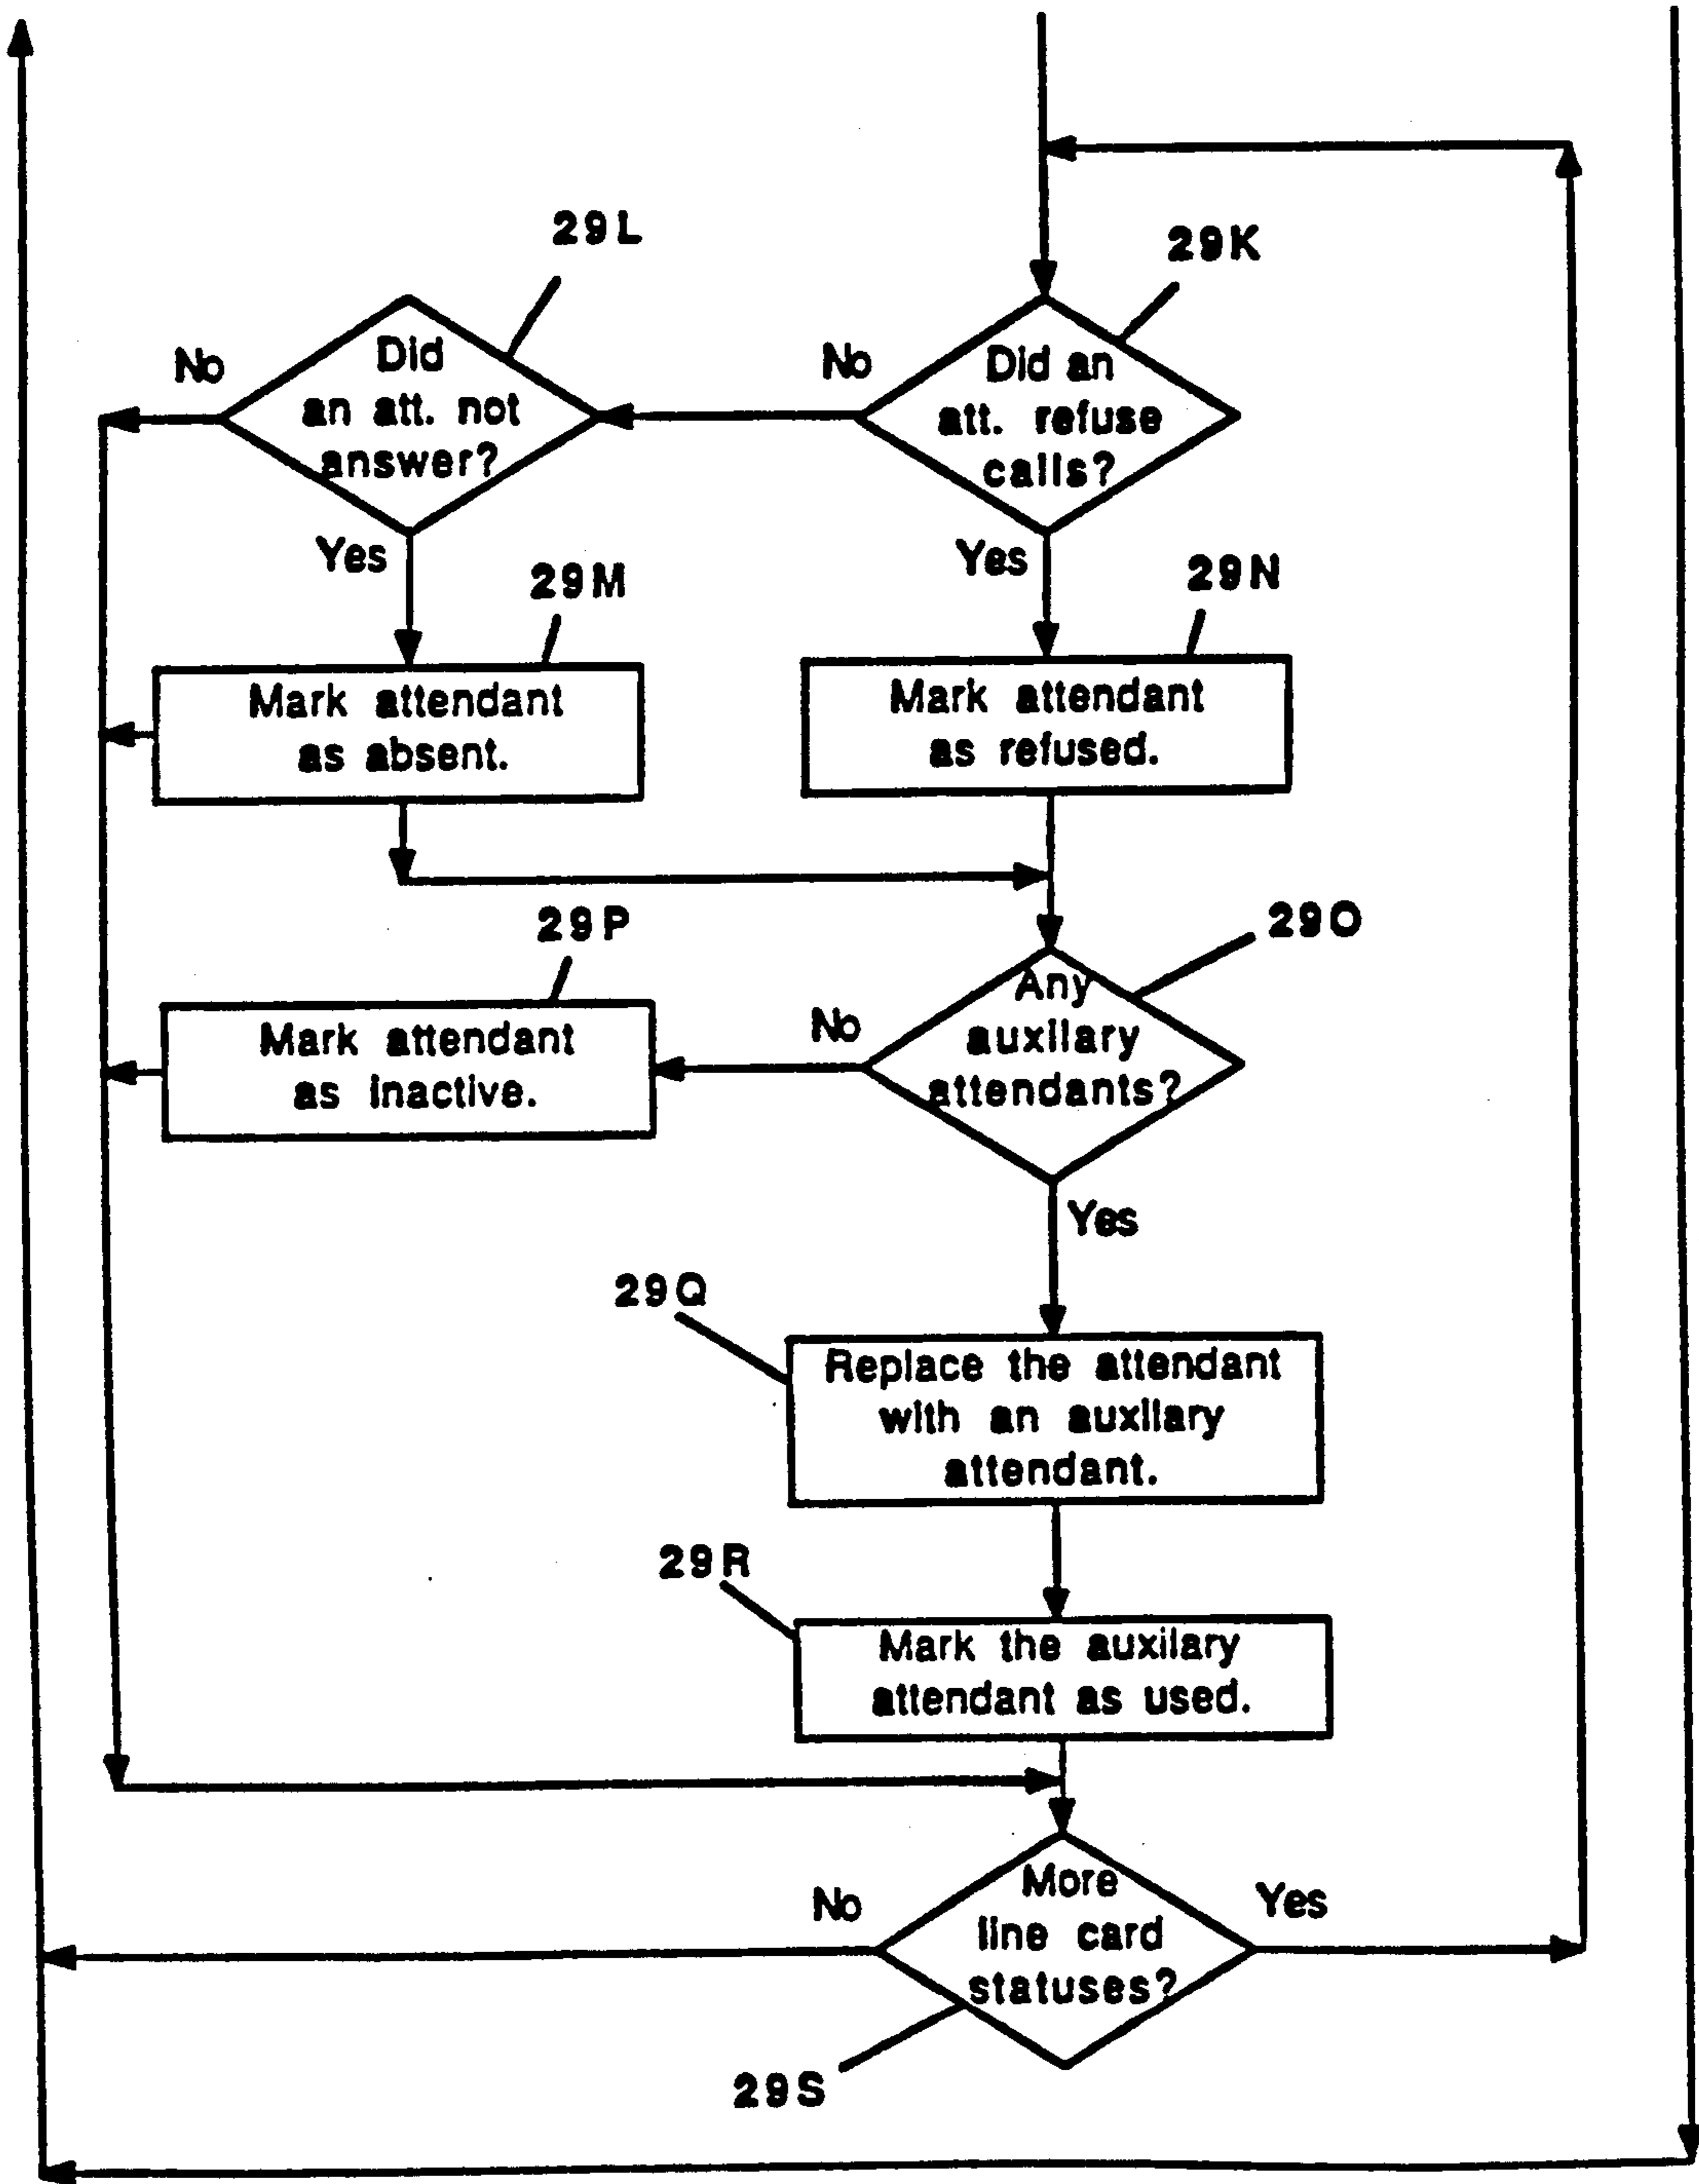 29L
29K
No
Did
an att. not
answer?
No
Did an
att. refuse
calls?
Yes
Yes
29M
29N
Mark attendant
as absent.
Mark attendant
as refused.
29P
29O
Mark attendant
as inactive.
No
Any
auxilary
attendants?
Yes
29Q
Replace the attendant
with an auxilary
attendant.
29R
Mark the auxilary
attendant as used.
No
More
line card
statuses?
Yes
29S